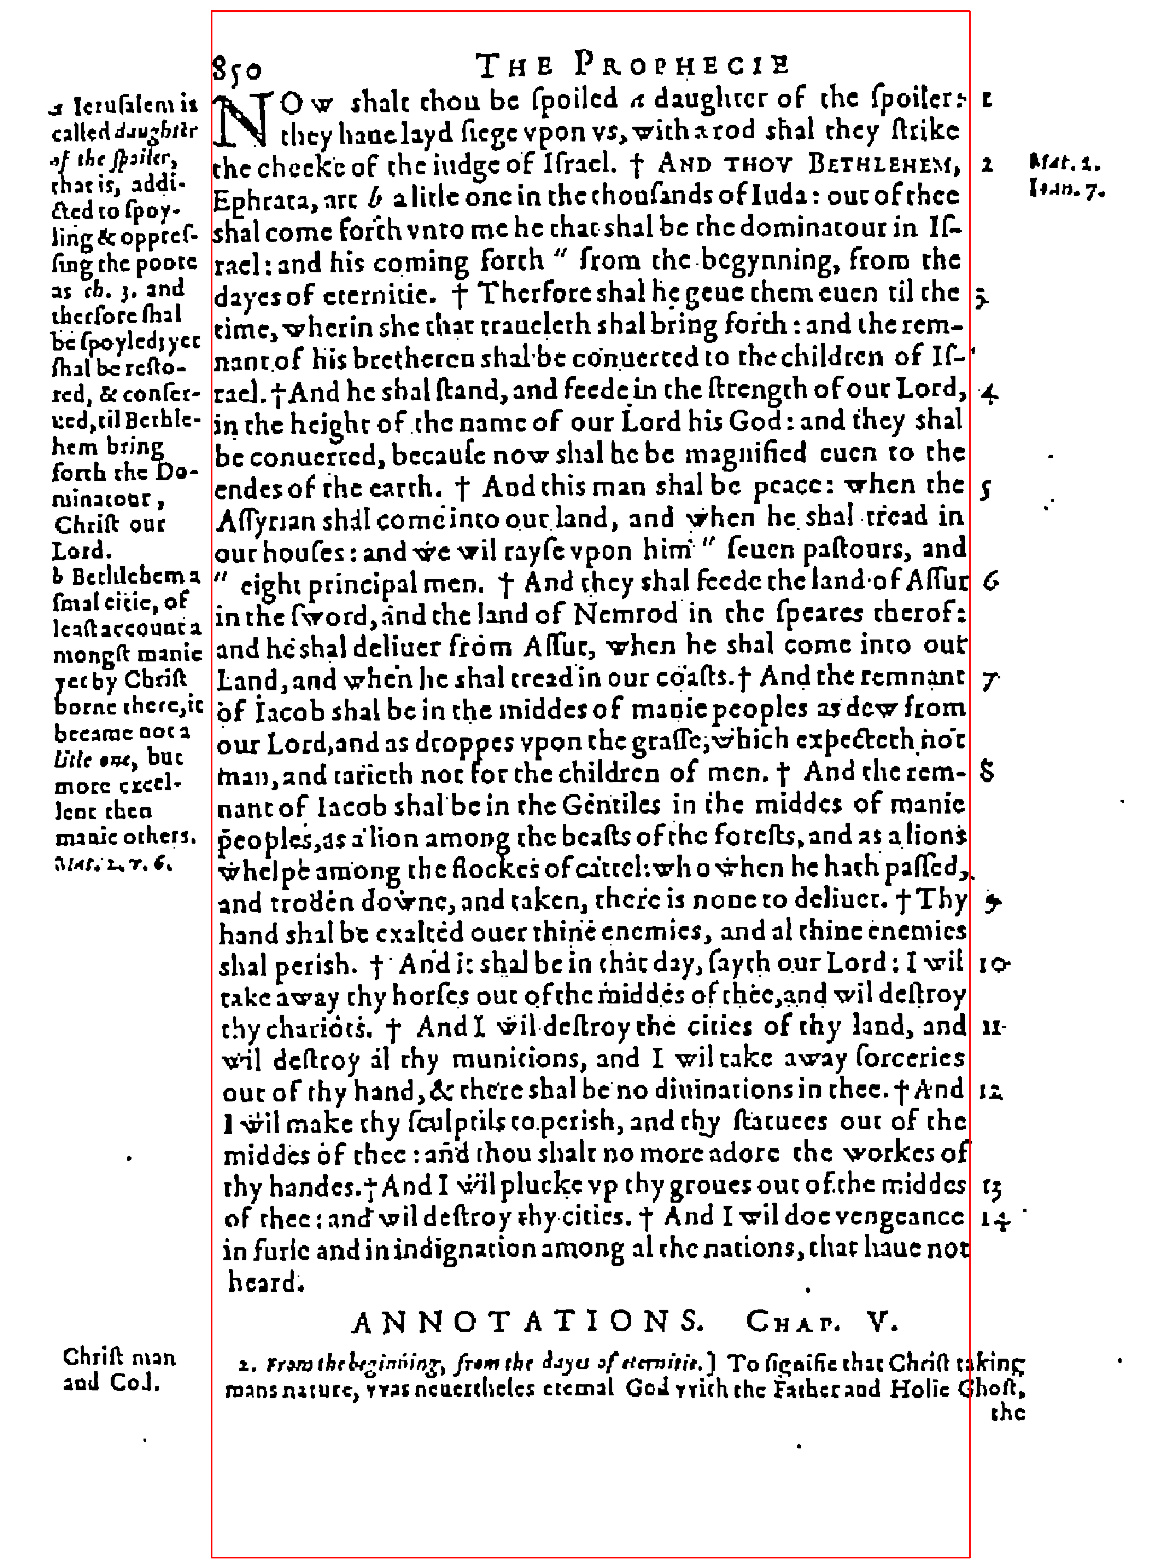 850 THE PROPHECIE
NOw shalt thou be ſpoiled a daughter of the ſpoiler: 1
they haue layd ſiege vpon vs, with a rod shal they ſtrike
the cheeke of the iudge of Iſrael. † AND THOV BETHLEHEM, 2
Ephrata, art b a litle one in the thouſands of Iuda: out of thee
shal come forth vnto me he that shal be the dominatour in Iſ-
rael: and his coming forth " from the begynning, from the
dayes of eternitie. † Therfore shal he geue them euen til the 3
time, wherin she that traueleth shal bring forth: and the rem-
nant of his bretheren shal be conuerted to the children of Iſ-
rael. † And he shal ſtand, and feede in the ſtrength of our Lord, 4
in the height of the name of our Lord his God: and they shal
be conuerted, becauſe now shal he be magnified euen to the
endes of the earth. † And this man shal be peace: when the 5
Aſſyrian shal come into our land, and when he shal tread in
our houſes: and we wil rayſe vpon him " ſeuen paſtours, and
" eight principal men. † And they shal feede the land of Aſſur 6
in the ſword, and the land of Nemrod in the ſpeares therof:
and he shal deliuer from Aſſur, when he shal come into our
Land, and when he shal tread in our coaſts. † And the remnant 7
of Iacob shal be in the middes of manie peoples as dew from
our Lord, and as droppes vpon the graſſe, which expecteth not
man, and tarieth not for the children of men. † And the rem- 8
nant of Iacob shal be in the Gentiles in the middes of manie
peoples, as a lion among the beaſts of the foreſts, and as a lions
whelpe among the flockes of cattel: who when he hath paſſed,
and troden downe, and taken, there is none to deliuer. † Thy 9
hand shal be exalted ouer thine enemies, and al thine enemies
shal perish. † And it shal be in that day, ſayth our Lord: I wil 10
take away thy horſes out of the middes of thee, and wil deſtroy
thy chariots. † And I wil deſtroy the cities of thy land, and 11
wil deſtroy al thy munitions, and I wil take away ſorceries
out of thy hand, & there shal be no diuinations in thee. † And 12
I wil make thy ſculptils to perish, and thy ſtatuees out of the
middes of thee: and thou shalt no more adore the workes of
thy handes. † And I wil plucke vp thy groues out of the middes 13
of thee: and wil deſtroy thy cities. † And I wil doe vengeance 14
in furie and in indignation among al the nations, that haue not
heard.
a Ieruſalem is
called daughter
of the ſpoiler,
that is, addi-
cted to ſpoy-
ling & oppreſ-
ſing the poore
as ch. 3. and
therfore ſhal
be ſpoyled; yet
ſhal be reſto-
red, & conſer-
ued, til Bethle-
hem bring
forth the Do-
minatour,
Chriſt our
Lord.
b Bethlehem a
ſmal citie, of
leaſt account a
mongſt manie
yet by Chriſt
borne there, it
became not a
litle one, but
more excel-
lent then
manie others.
Mat. 2. v. 6.
Mat. 2.
Ioan. 7.
ANNOTATIONS. CHAP. V.
2. From the beginning, from the dayes of eternitie.] To ſignifie that Chriſt taking
mans nature, vvas neuertheles eternal God vvith the Father and Holie Ghoſt,
the
Chriſt man
and God.